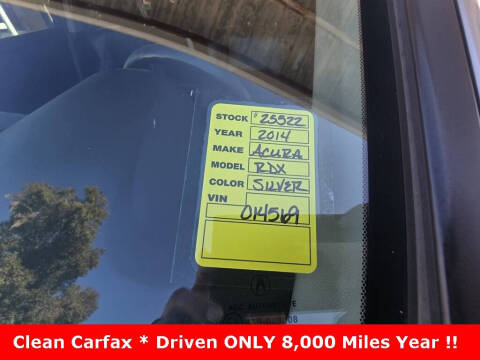 STOCK # 25522
YEAR 2014
MAKE ACURA
MODEL RDX
COLOR SILVER
VIN
014569
Clean Carfax * Driven ONLY 8,000 Miles Year !!